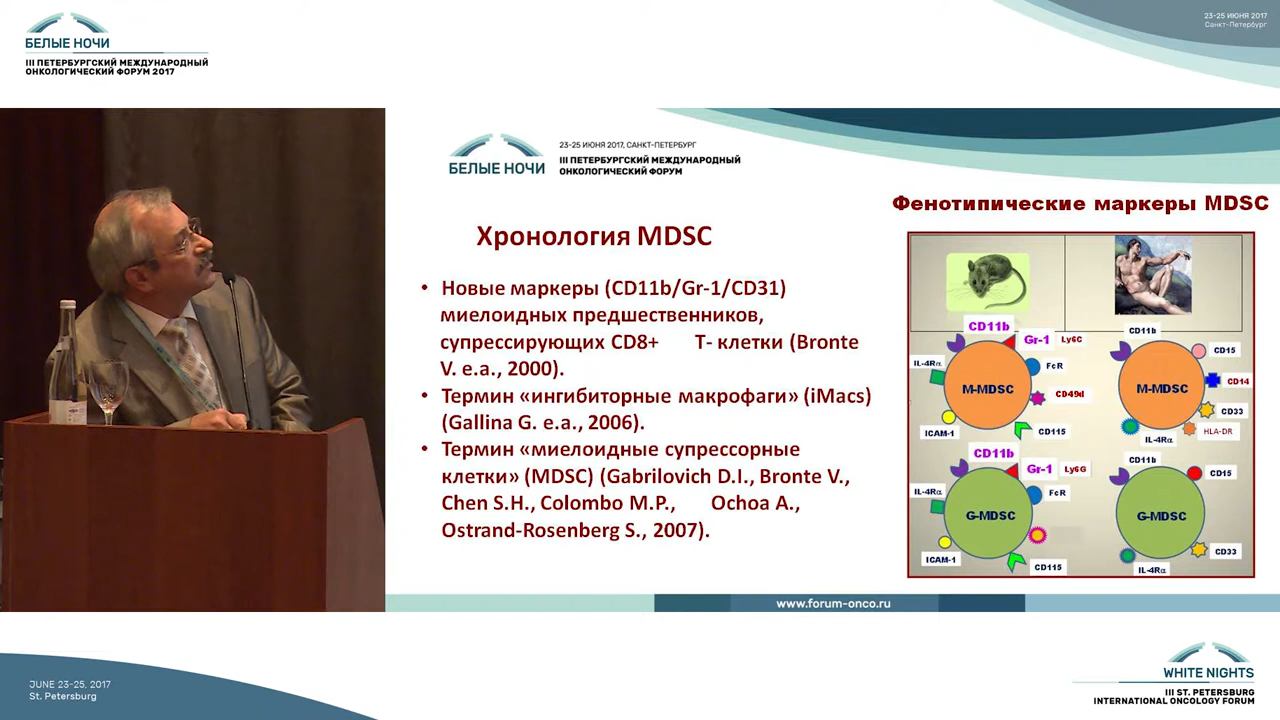 БЕЛЫЕ НОЧИ
III ПЕТЕРБУРГСКИЙ МЕЖДУНАРОДНЫЙ
ОНКОЛОГИЧЕСКИЙ ФОРУМ 2017
23-25 ИЮНЯ 2017
Санкт-Петербург
БЕЛЫЕ НОЧИ
23-25 ИЮНЯ 2017, САНКТ-ПЕТЕРБУРГ
III ПЕТЕРБУРГСКИЙ МЕЖДУНАРОДНЫЙ
ОНКОЛОГИЧЕСКИЙ ФОРУМ
Хронология MDSC
• Новые маркеры (CD11b/Gr-1/CD31)
миелоидных предшественников,
супрессирующих CD8+ Т- клетки (Bronte
V. e.a., 2000).
• Термин «ингибиторные макрофаги» (iMacs)
(Gallina G. e.a., 2006).
• Термин «миелоидные супрессорные
клетки» (MDSC) (Gabrilovich D.I., Bronte V.,
Chen S.H., Colombo M.P., Ochoa A.,
Ostrand-Rosenberg S., 2007).
Фенотипические маркеры MDSC
CD11b
Gr-1
Ly6C
IL-4Rα
FcR
M-MDSC
CD49d
ICAM-1
CD115
CD11b
Gr-1
Ly6G
IL-4Rα
FcR
G-MDSC
ICAM-1
CD115
CD11b
CD15
CD14
M-MDSC
CD33
HLA-DR
IL-4Rα
CD11b
CD15
G-MDSC
CD33
IL-4Rα
www.forum-onco.ru
JUNE 23-25, 2017
St. Petersburg
WHITE NIGHTS
III ST. PETERSBURG
INTERNATIONAL ONCOLOGY FORUM